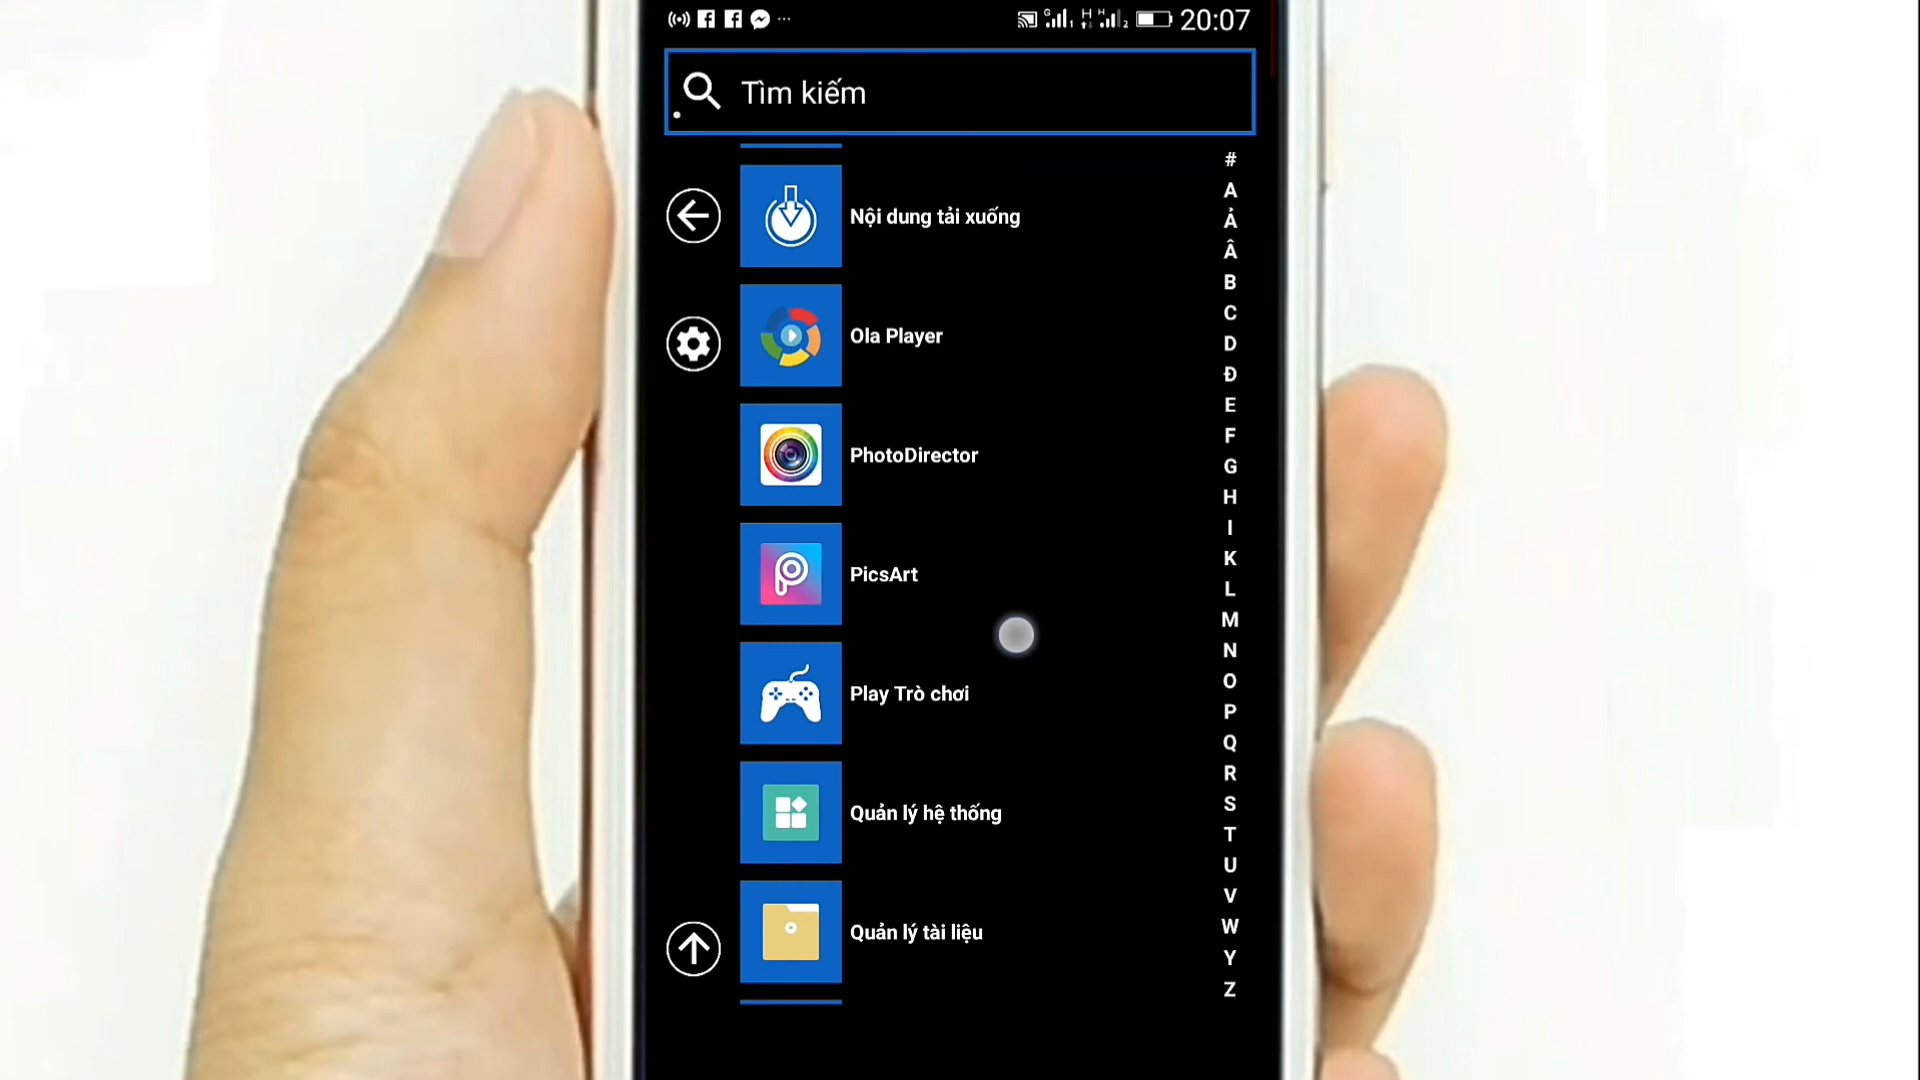 20:07
Tìm kiếm
Nội dung tải xuống
Ola Player
PhotoDirector
PicsArt
Play Trò chơi
Quản lý hệ thống
Quản lý tài liệu
#
A
Ả
Â
B
C
D
Đ
E
F
G
H
I
K
L
M
N
O
P
Q
R
S
T
U
V
W
Y
Z